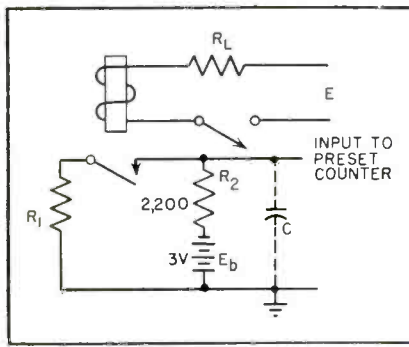 R_L
E
INPUT TO
PRESET
COUNTER
R_1
R_2
2,200
3V E_b
C